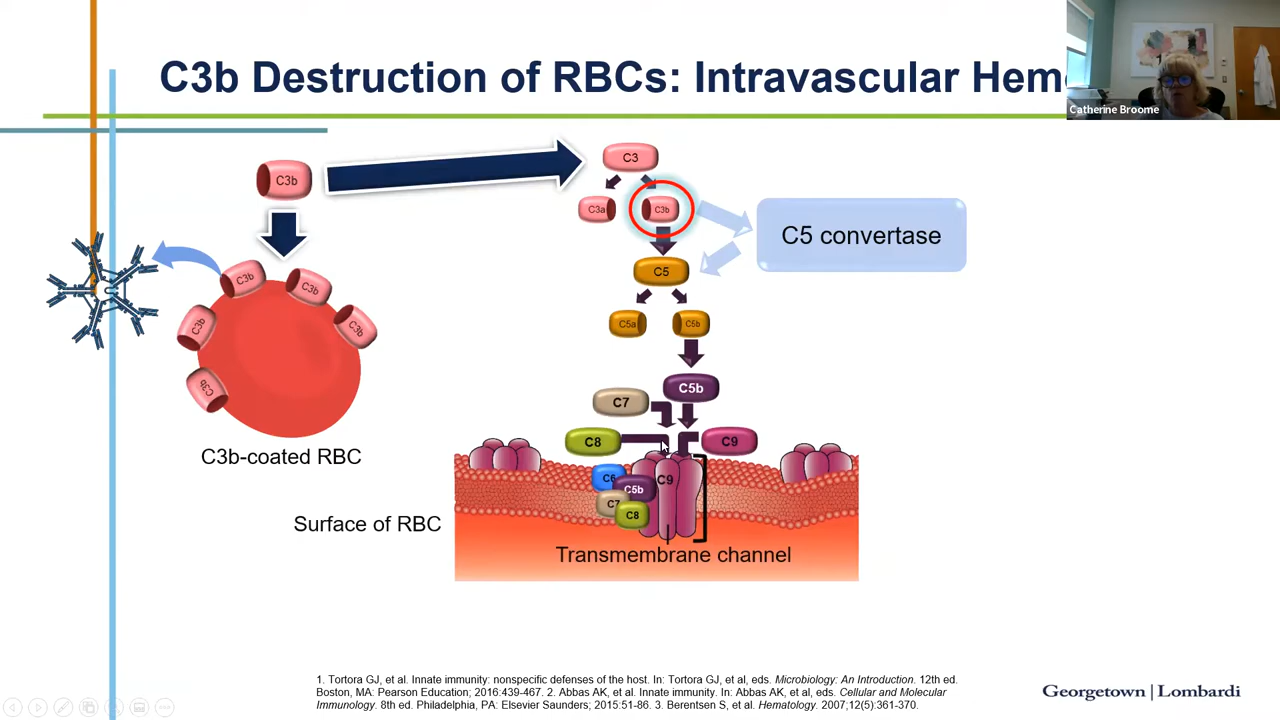 C3b Destruction of RBCs: Intravascular Hem
Catherine Broome
C3b
C3
C3a
C3b
C5 convertase
C5
C5a
C5b
C3b
C3b
C3b
C3b
C3b
C3b-coated RBC
C5b
C7
C8
C9
C6
C5b
C7
C8
C9
Surface of RBC
Transmembrane channel
1. Tortora GJ, et al. Innate immunity: nonspecific defenses of the host. In: Tortora GJ, et al, eds. Microbiology: An Introduction. 12th ed.
Boston, MA: Pearson Education; 2016:439-467. 2. Abbas AK, et al. Innate immunity. In: Abbas AK, et al, eds. Cellular and Molecular
Immunology. 8th ed. Philadelphia, PA: Elsevier Saunders; 2015:51-86. 3. Berentsen S, et al. Hematology. 2007;12(5):361-370.
Georgetown | Lombardi